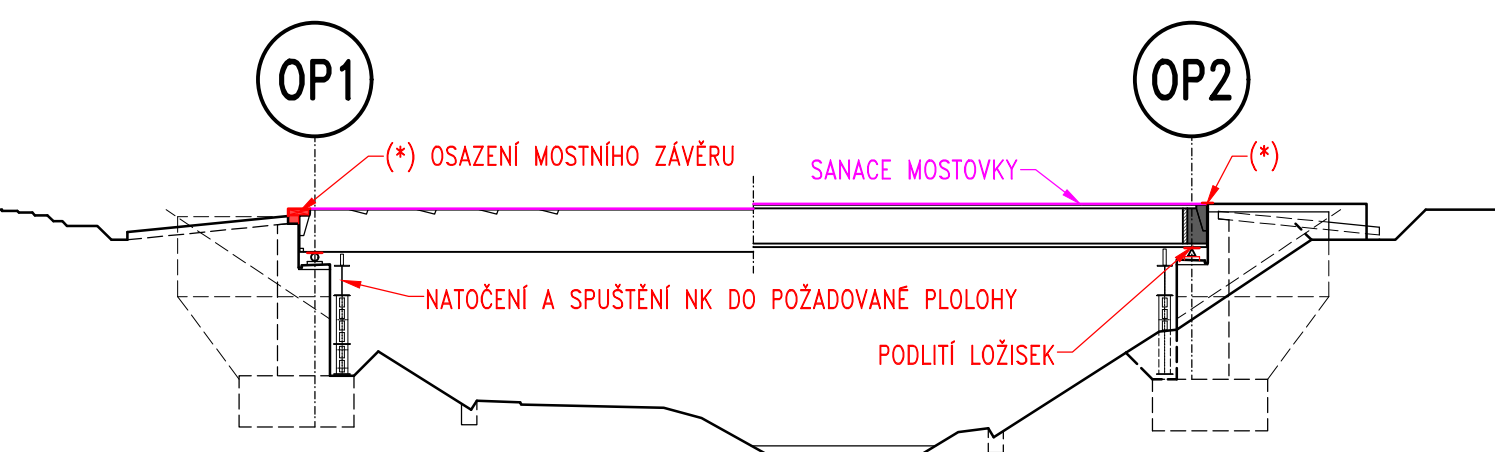 OP1
OP2
(*) OSAZENÍ MOSTNÍHO ZÁVĚRU
SANACE MOSTOVKY
(*)
NATOČENÍ A SPUŠTĚNÍ NK DO POŽADOVANÉ PLOLOHY
PODLITÍ LOŽISEK